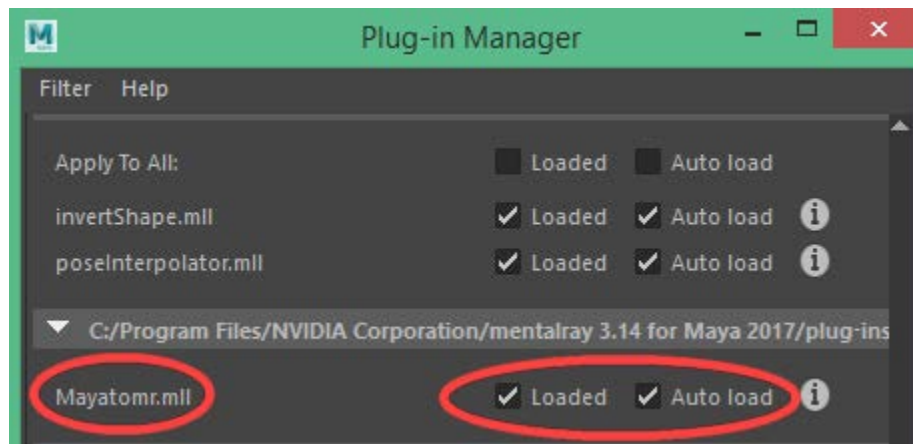 Plug-in Manager
Filter Help
Apply To All: Loaded Auto load
invertShape.mll Loaded Auto load
poseInterpolator.mll Loaded Auto load
C:/Program Files/NVIDIA Corporation/mentalray 3.14 for Maya 2017/plug-ins
Mayatomr.mll Loaded Auto load